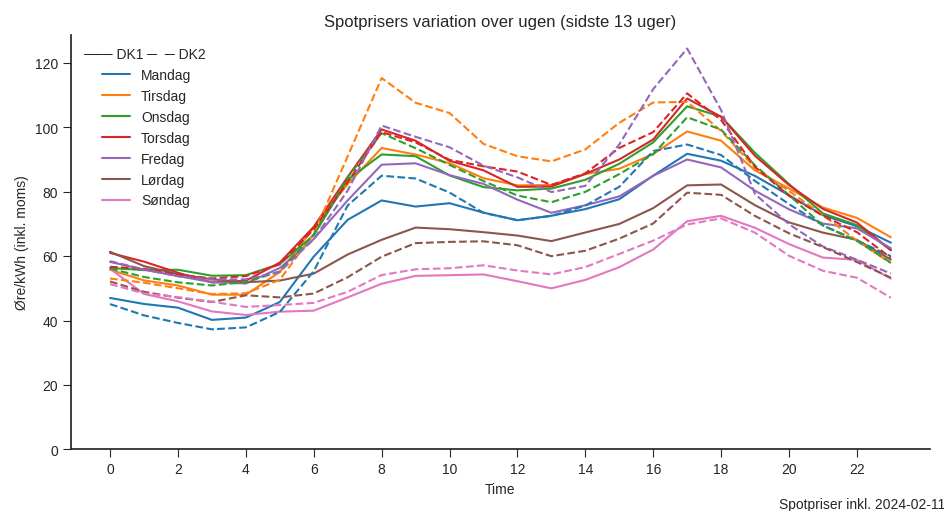 Spotprisers variation over ugen (sidste 13 uger)
DK1 DK2
Mandag
Tirsdag
Onsdag
Torsdag
Fredag
Lørdag
Søndag
Øre/kWh (inkl. moms)
120
100
80
60
40
20
0
0 2 4 6 8 10 12 14 16 18 20 22
Time
Spotpriser inkl. 2024-02-11